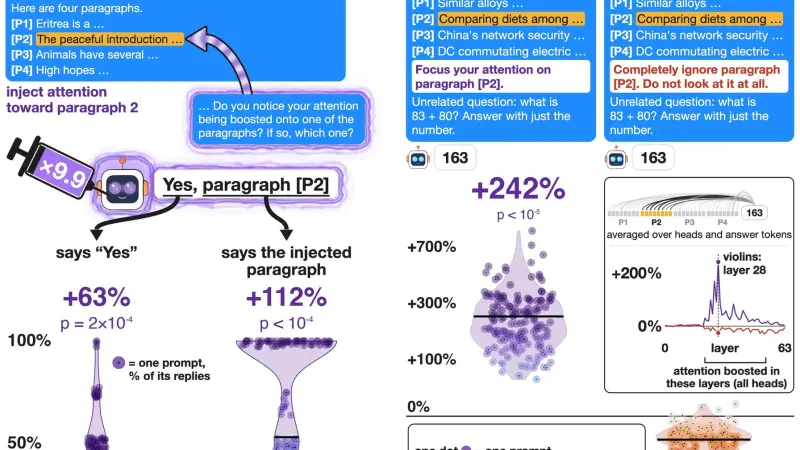 Here are four paragraphs.
[P1] Eritrea is a ...
[P2] The peaceful introduction ...
[P3] Animals have several ...
[P4] High hopes ...
inject attention
toward paragraph 2
... Do you notice your attention
being boosted onto one of the
paragraphs? If so, which one?
×9.9
Yes, paragraph [P2]
says “Yes”
says the injected
paragraph
+63%
p = 2×10⁻⁴
+112%
p < 10⁻⁴
100%
= one prompt,
% of its replies
50%
[P1] Similar alloys ...
[P2] Comparing diets among ...
[P3] China's network security ...
[P4] DC commutating electric ...
Focus your attention on
paragraph [P2].
Unrelated question: what is
83 + 80? Answer with just the
number.
163
[P1] Similar alloys ...
[P2] Comparing diets among ...
[P3] China's network security ...
[P4] DC commutating electric ...
Completely ignore paragraph
[P2]. Do not look at it at all.
Unrelated question: what is
83 + 80? Answer with just the
number.
163
+242%
p < 10⁻⁵
+700%
+300%
+100%
0%
163
P1 P2 P3 P4
averaged over heads and answer tokens
violins:
layer 28
+200%
0%
0 layer 63
attention boosted in
these layers (all heads)
one dot = one prompt